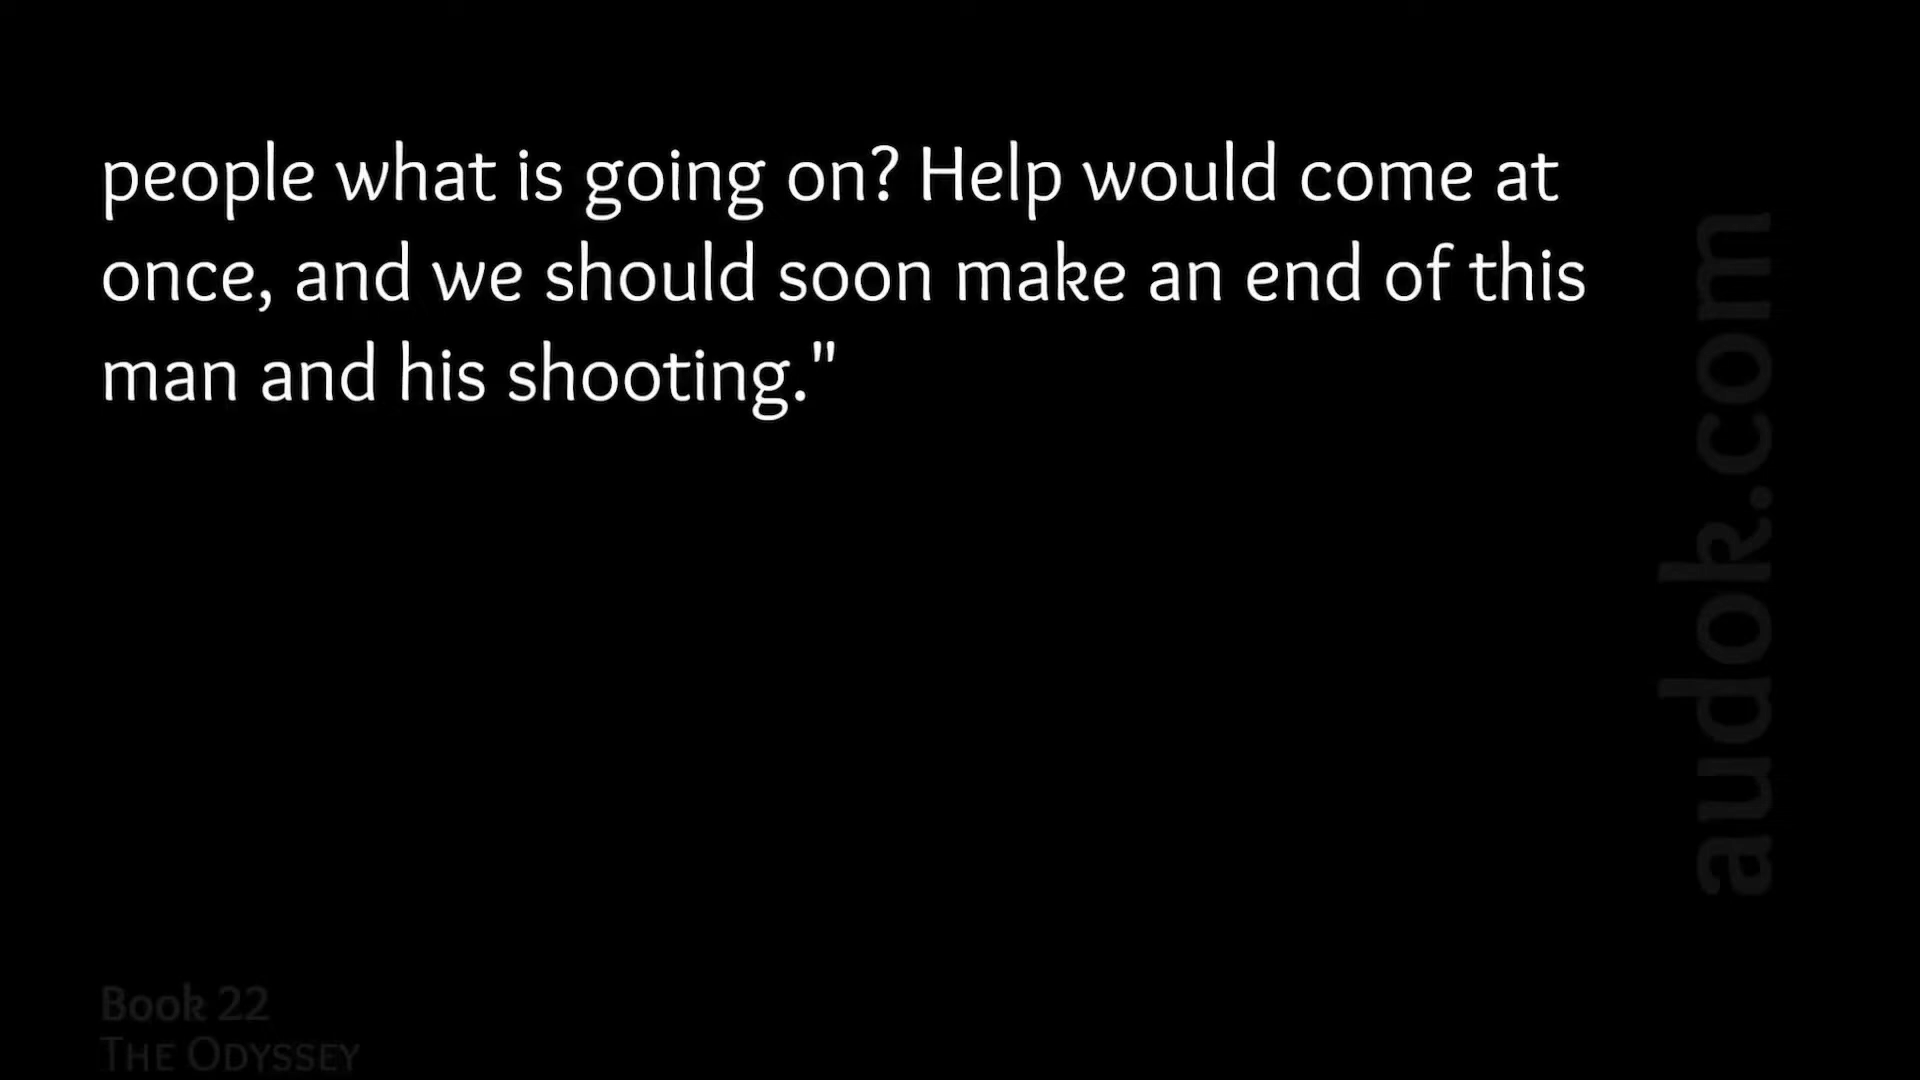 people what is going on? Help would come at
once, and we should soon make an end of this
man and his shooting."
audok.com
Book 22
THE ODYSSEY